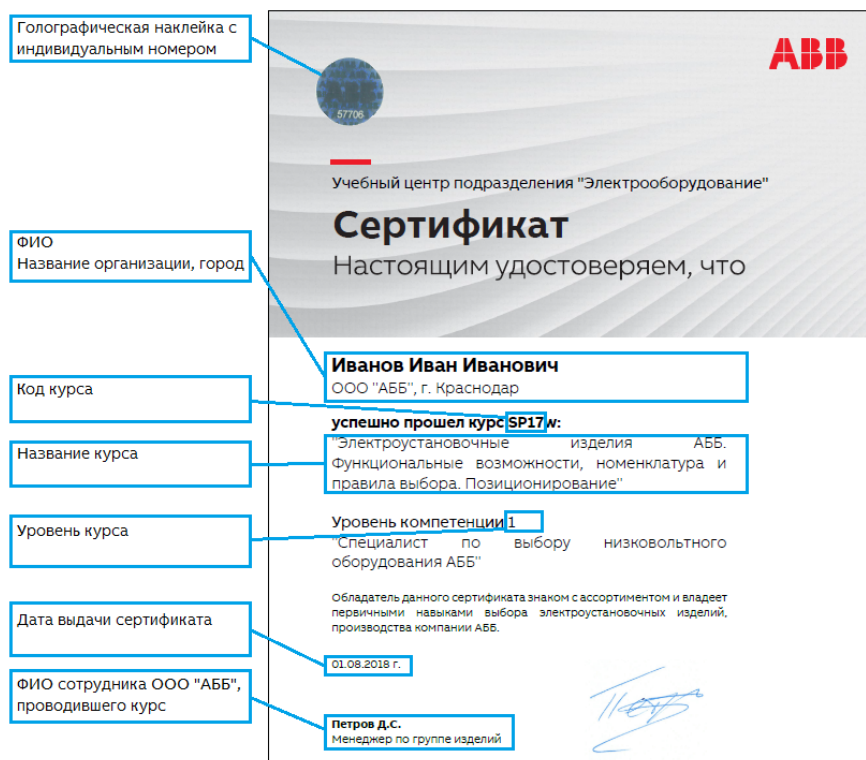 Голографическая наклейка с
индивидуальным номером
ABB
57706
Учебный центр подразделения "Электрооборудование"
Сертификат
Настоящим удостоверяем, что
ФИО
Название организации, город
Иванов Иван Иванович
ООО "АББ", г. Краснодар
Код курса
успешно прошел курс SP17w:
Название курса
"Электроустановочные изделия АББ.
Функциональные возможности, номенклатура и
правила выбора. Позиционирование"
Уровень курса
Уровень компетенции 1
"Специалист по выбору низковольтного
оборудования АББ"
Обладатель данного сертификата знаком с ассортиментом и владеет
первичными навыками выбора электроустановочных изделий,
производства компании АББ.
Дата выдачи сертификата
01.08.2018 г.
ФИО сотрудника ООО "АББ",
проводившего курс
Петров Д.С.
Менеджер по группе изделий